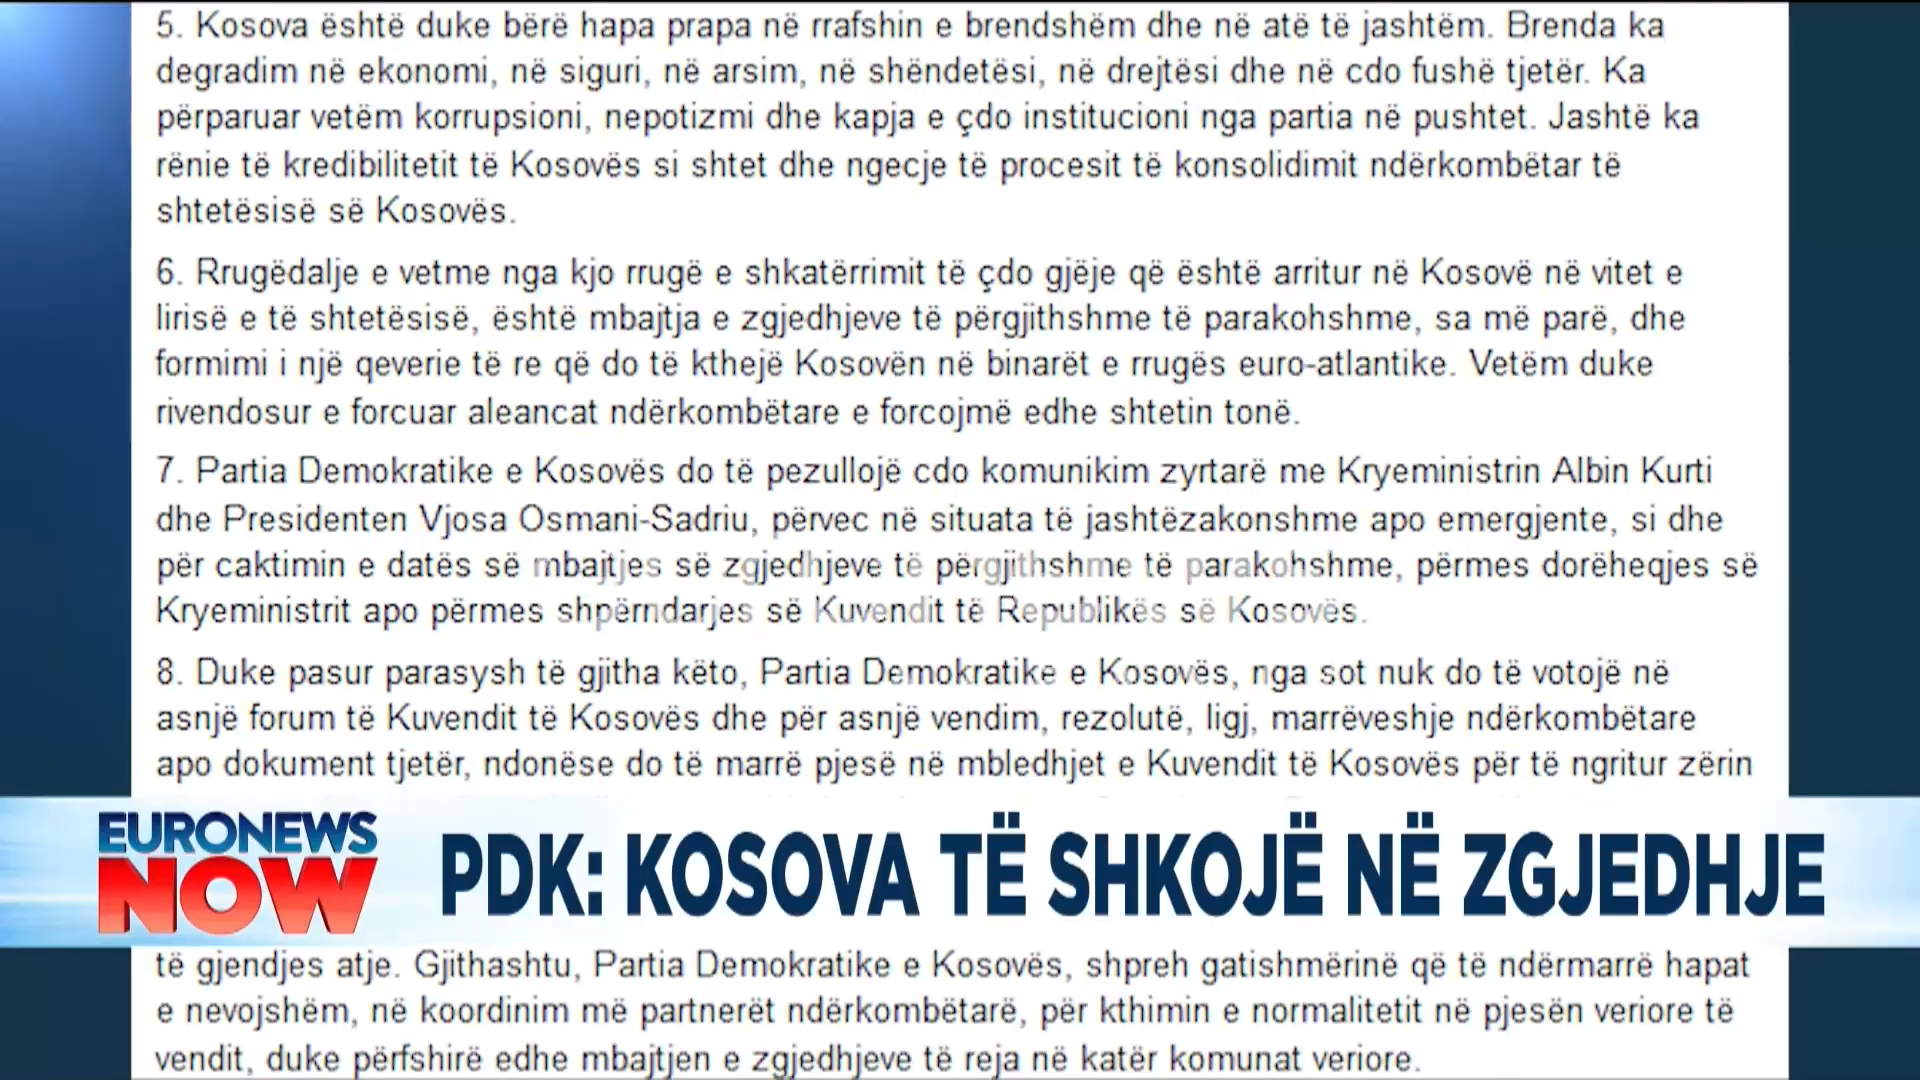 5. Kosova është duke bërë hapa prapa në rrafshin e brendshëm dhe në atë të jashtëm. Brenda ka
degradim në ekonomi, në siguri, në arsim, në shëndetësi, në drejtësi dhe në cdo fushë tjetër. Ka
përparuar vetëm korrupsioni, nepotizmi dhe kapja e çdo institucioni nga partia në pushtet. Jashtë ka
rënie të kredibilitetit të Kosovës si shtet dhe ngecje të procesit të konsolidimit ndërkombëtar të
shtetësisë së Kosovës.
6. Rrugëdalje e vetme nga kjo rrugë e shkatërrimit të çdo gjëje që është arritur në Kosovë në vitet e
lirisë e të shtetësisë, është mbajtja e zgjedhjeve të përgjithshme të parakohshme, sa më parë, dhe
formimi i një qeverie të re që do të kthejë Kosovën në binarët e rrugës euro-atlantike. Vetëm duke
rivendosur e forcuar aleancat ndërkombëtare e forcojmë edhe shtetin tonë.
7. Partia Demokratike e Kosovës do të pezullojë cdo komunikim zyrtarë me Kryeministrin Albin Kurti
dhe Presidenten Vjosa Osmani-Sadriu, përvec në situata të jashtëzakonshme apo emergjente, si dhe
për caktimin e datës së mbajtjes së zgjedhjeve të përgjithshme të parakohshme, përmes dorëheqjes së
Kryeministrit apo përmes shpërndarjes së Kuvendit të Republikës së Kosovës.
8. Duke pasur parasysh të gjitha këto, Partia Demokratike e Kosovës, nga sot nuk do të votojë në
asnjë forum të Kuvendit të Kosovës dhe për asnjë vendim, rezolutë, ligj, marrëveshje ndërkombëtare
apo dokument tjetër, ndonëse do të marrë pjesë në mbledhjet e Kuvendit të Kosovës për të ngritur zërin
EURONEWS
NOW
PDK: KOSOVA TË SHKOJË NË ZGJEDHJE
të gjendjes atje. Gjithashtu, Partia Demokratike e Kosovës, shpreh gatishmërinë që të ndërmarrë hapat
e nevojshëm, në koordinim më partnerët ndërkombëtarë, për kthimin e normalitetit në pjesën veriore të
vendit, duke përfshirë edhe mbajtjen e zgjedhjeve të reja në katër komunat veriore.